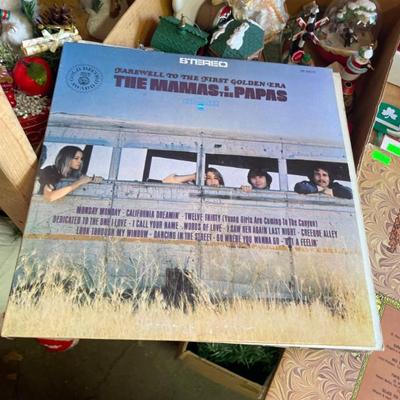 STEREO
FAREWELL TO THE FIRST GOLDEN ERA
THE MAMAS & THE PAPAS
MONDAY MONDAY · CALIFORNIA DREAMIN' · TWELVE THIRTY (Young Girls Are Coming To The Canyon)
DEDICATED TO THE ONE I LOVE · I CALL YOUR NAME · WORDS OF LOVE · I SAW HER AGAIN LAST NIGHT · CREEQUE ALLEY
LOOK THROUGH MY WINDOW · DANCING IN THE STREET · GO WHERE YOU WANNA GO · GOT A FEELIN'